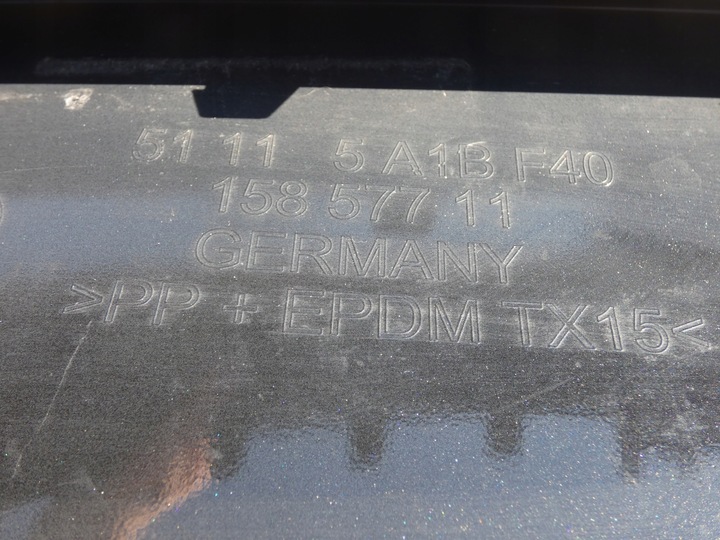 51 11 5 A1B F40
158 577 11
GERMANY
>PP + EPDM TX15<